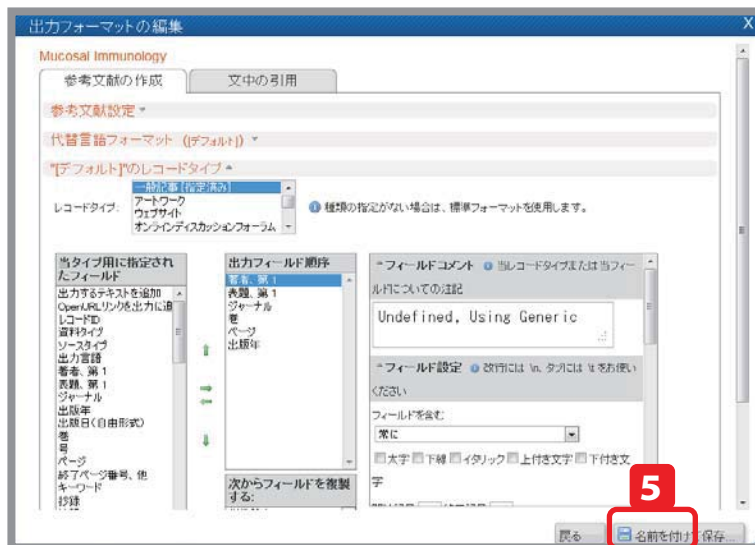 出力フォーマットの編集
X
Mucosal Immunology
参考文献の作成
文中の引用
参考文献設定
代替言語フォーマット ([デフォルト])
"[デフォルト]"のレコードタイプ
レコードタイプ:
一般記事 [指定済み]
アートワーク
ウェブサイト
オンラインディスカッションフォーラム
種類の指定がない場合は、標準フォーマットを使用します。
当タイプ用に指定され
たフィールド
出力するテキストを追加
OpenURLリンクを出力に追
レコードID
資料タイプ
ソースタイプ
出力言語
著者、第 1
表題、第 1
ジャーナル
出版年
出版日(自由形式)
巻
号
ページ
終了ページ番号、他
キーワード
抄録
出力フィールド順序
著者、第 1
表題、第 1
ジャーナル
巻
ページ
出版年
次からフィールドを複製
する:
フィールドコメント
当レコードタイプまたは当フィー
ルドについての注記
Undefined, Using Generic
フィールド設定
改行には \n、タブには \tをお使い
ください
フィールドを含む
常に
太字
下線
イタリック
上付き文字
下付き文
字
5
戻る
名前を付けて保存...